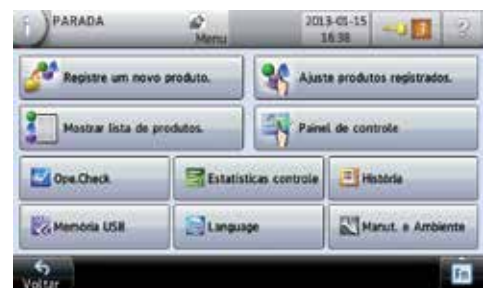 PARADA
Menu
2013-01-15
16:38
Registre um novo produto.
Ajuste produtos registrados.
Mostrar lista de produtos.
Painel de controle
Ope.Check
Estatísticas controle
História
Memória USB
Language
Manut. e Ambiente
Voltar
Fn